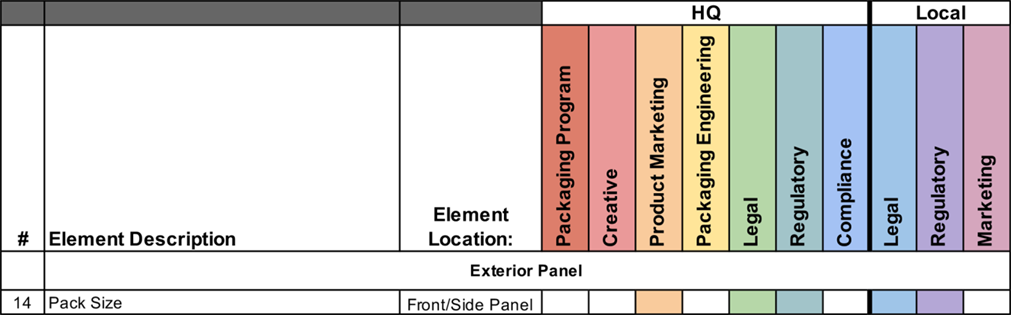 HQ Local
Packaging Program
Creative
Product Marketing
Packaging Engineering
Legal
Regulatory
Compliance
Legal
Regulatory
Marketing
# Element Description Element
Location:
Exterior Panel
14 Pack Size Front/Side Panel